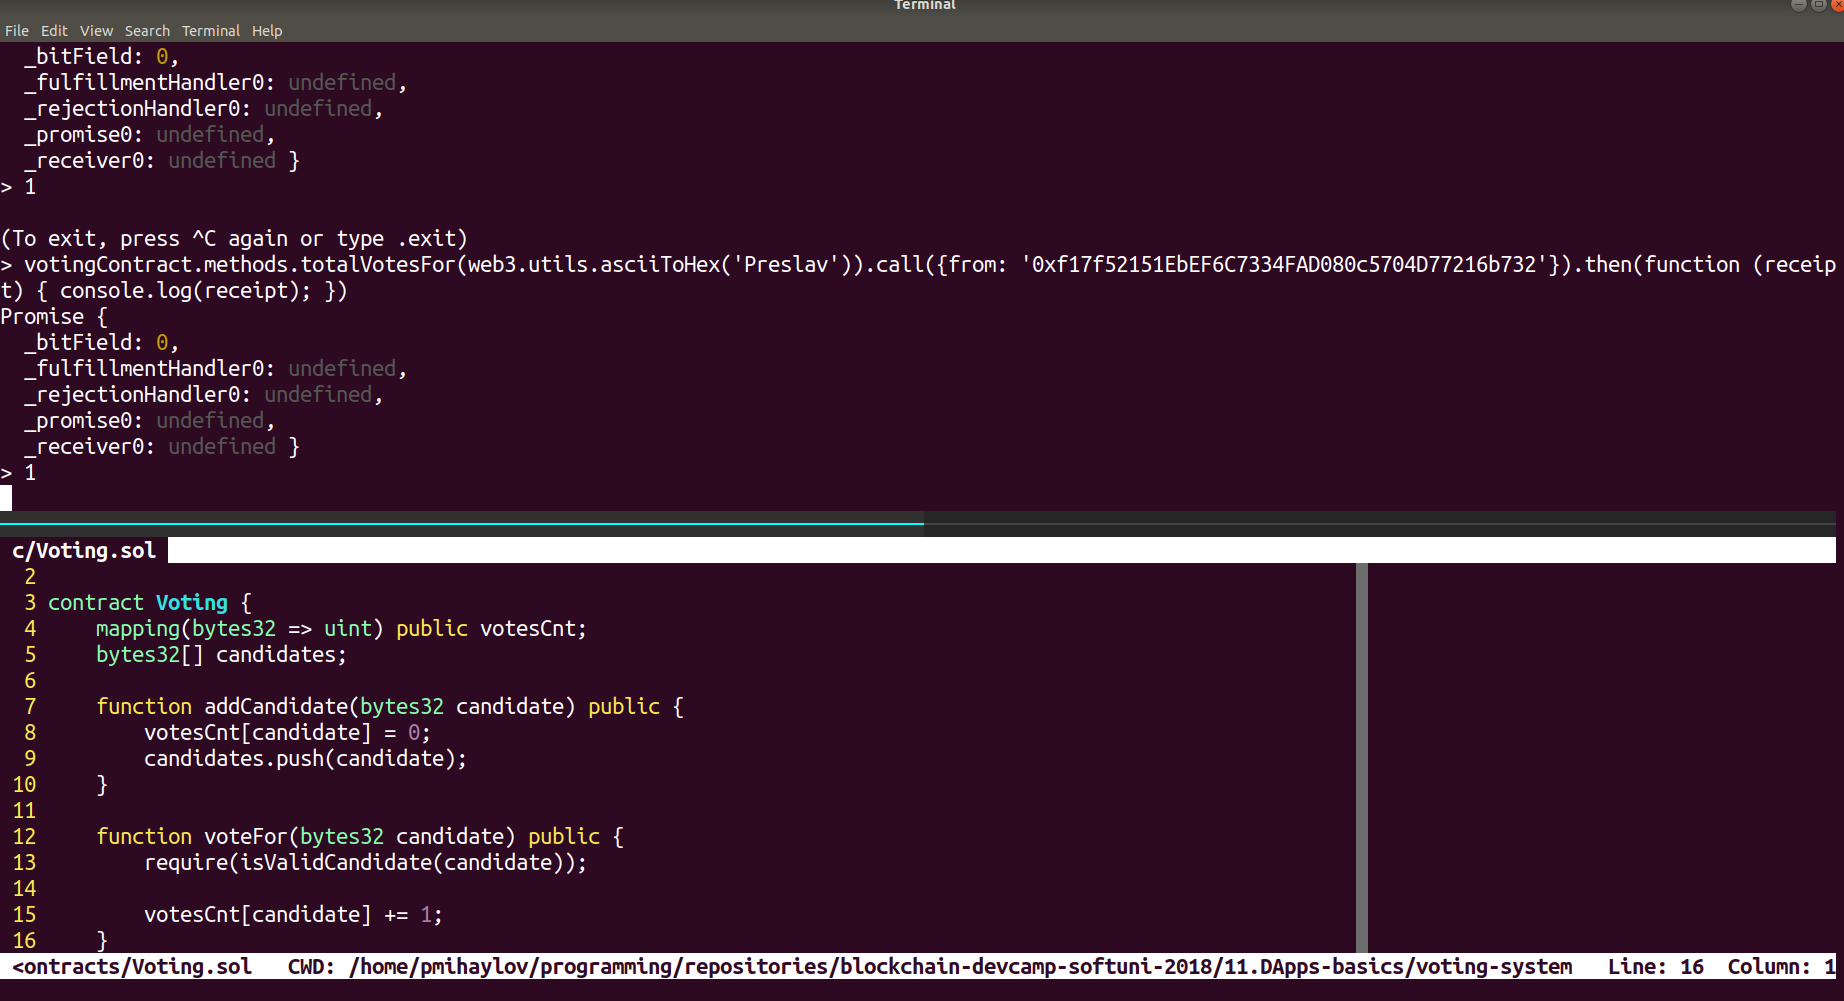 Terminal
File Edit View Search Terminal Help
_bitField: 0,
_fulfillmentHandler0: undefined,
_rejectionHandler0: undefined,
_promise0: undefined,
_receiver0: undefined }
> 1
(To exit, press ^C again or type .exit)
> votingContract.methods.totalVotesFor(web3.utils.asciiToHex('Preslav')).call({from: '0xf17f52151EbEF6C7334FAD080c5704D77216b732'}).then(function (receip
t) { console.log(receipt); })
Promise {
_bitField: 0,
_fulfillmentHandler0: undefined,
_rejectionHandler0: undefined,
_promise0: undefined,
_receiver0: undefined }
> 1
c/Voting.sol
2
3 contract Voting {
4 mapping(bytes32 => uint) public votesCnt;
5 bytes32[] candidates;
6
7 function addCandidate(bytes32 candidate) public {
8 votesCnt[candidate] = 0;
9 candidates.push(candidate);
10 }
11
12 function voteFor(bytes32 candidate) public {
13 require(isValidCandidate(candidate));
14
15 votesCnt[candidate] += 1;
16 }
<ontracts/Voting.sol CWD: /home/pmihaylov/programming/repositories/blockchain-devcamp-softuni-2018/11.DApps-basics/voting-system Line: 16 Column: 1